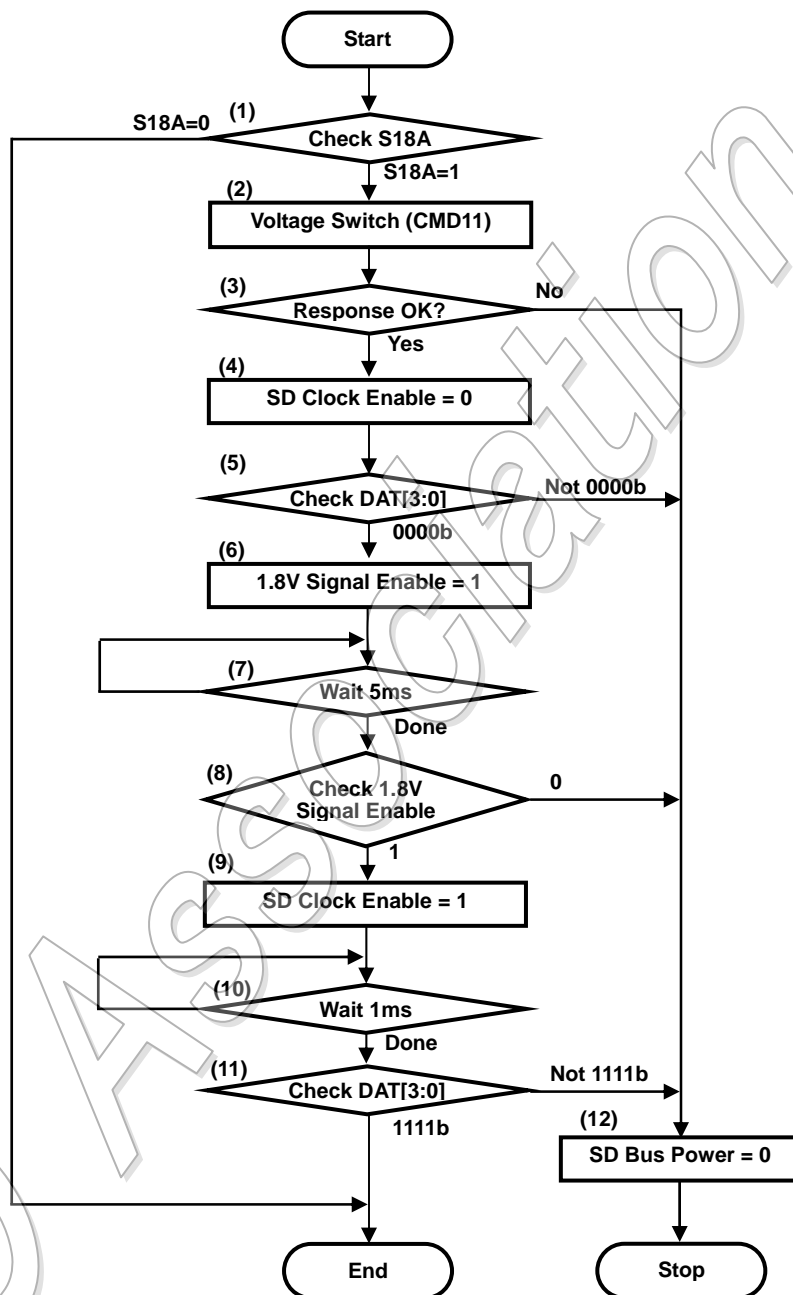 Start
(1)
S18A=0
Check S18A
S18A=1
(2)
Voltage Switch (CMD11)
(3)
No
Response OK?
Yes
(4)
SD Clock Enable = 0
(5)
Check DAT[3:0]
Not 0000b
0000b
(6)
1.8V Signal Enable = 1
(7)
Wait 5ms
Done
(8)
Check 1.8V
Signal Enable
0
1
(9)
SD Clock Enable = 1
(10)
Wait 1ms
Done
(11)
Check DAT[3:0]
Not 1111b
1111b
(12)
SD Bus Power = 0
End
Stop
Association